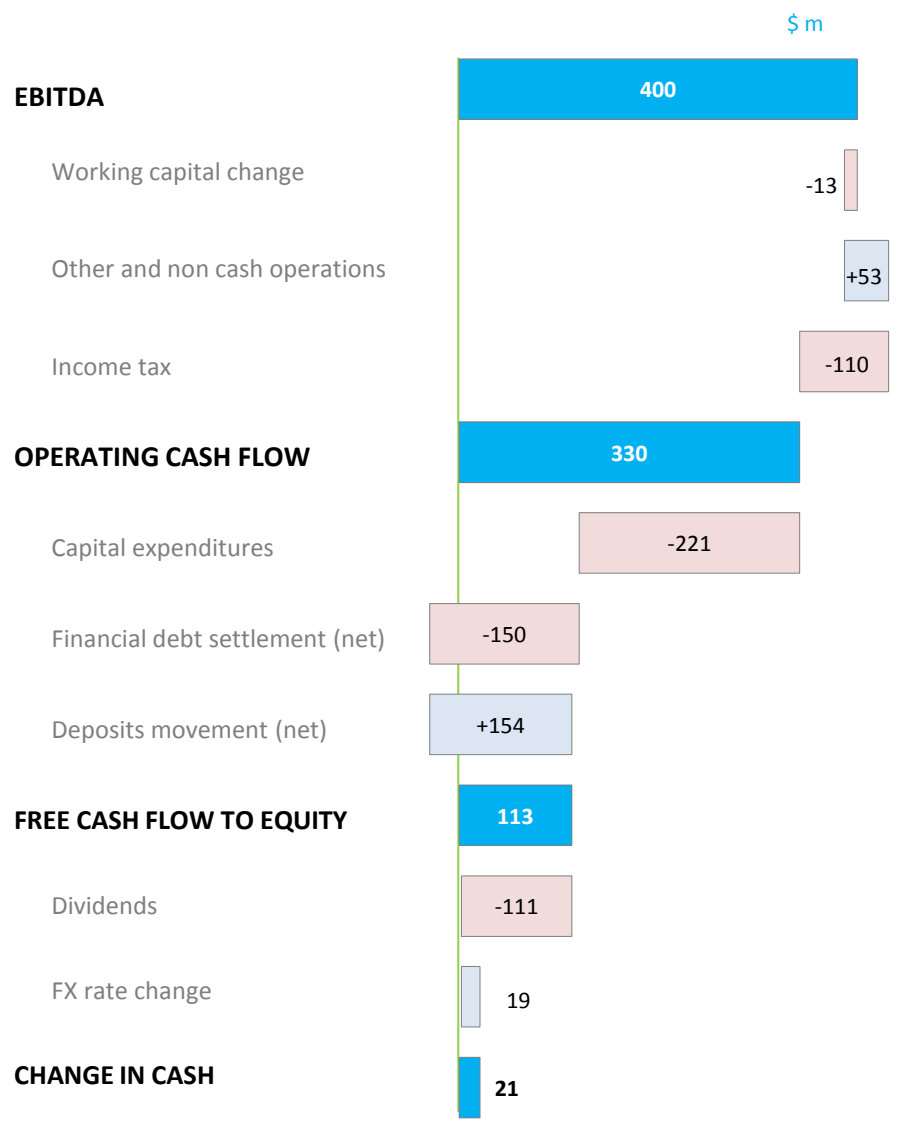 $ m
EBITDA
400
Working capital change
-13
Other and non cash operations
+53
Income tax
-110
OPERATING CASH FLOW
330
Capital expenditures
-221
Financial debt settlement (net)
-150
Deposits movement (net)
+154
FREE CASH FLOW TO EQUITY
113
Dividends
-111
FX rate change
19
CHANGE IN CASH
21